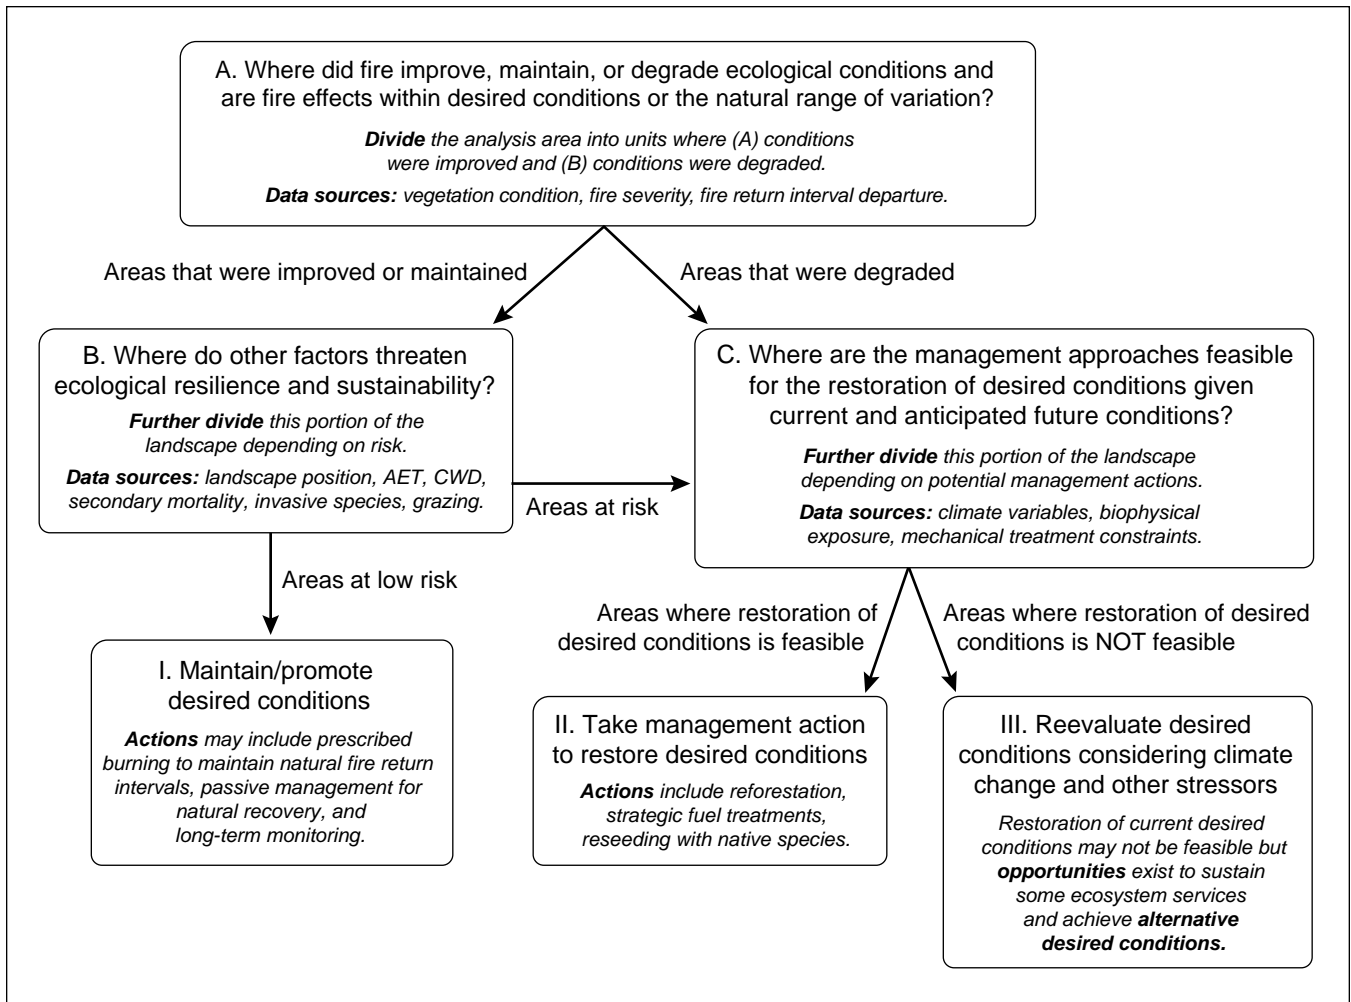 A. Where did fire improve, maintain, or degrade ecological conditions and
are fire effects within desired conditions or the natural range of variation?
Divide the analysis area into units where (A) conditions
were improved and (B) conditions were degraded.
Data sources: vegetation condition, fire severity, fire return interval departure.
Areas that were improved or maintained
Areas that were degraded
B. Where do other factors threaten
ecological resilience and sustainability?
Further divide this portion of the
landscape depending on risk.
Data sources: landscape position, AET, CWD,
secondary mortality, invasive species, grazing.
Areas at risk
C. Where are the management approaches feasible
for the restoration of desired conditions given
current and anticipated future conditions?
Further divide this portion of the landscape
depending on potential management actions.
Data sources: climate variables, biophysical
exposure, mechanical treatment constraints.
Areas at low risk
Areas where restoration of
desired conditions is feasible
Areas where restoration of desired
conditions is NOT feasible
I. Maintain/promote
desired conditions
Actions may include prescribed
burning to maintain natural fire return
intervals, passive management for
natural recovery, and
long-term monitoring.
II. Take management action
to restore desired conditions
Actions include reforestation,
strategic fuel treatments,
reseeding with native species.
III. Reevaluate desired
conditions considering climate
change and other stressors
Restoration of current desired
conditions may not be feasible but
opportunities exist to sustain
some ecosystem services
and achieve alternative
desired conditions.